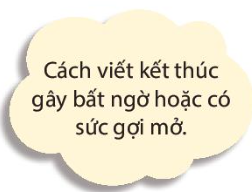 Cách viết kết thúc
gây bất ngờ hoặc có
sức gợi mở.